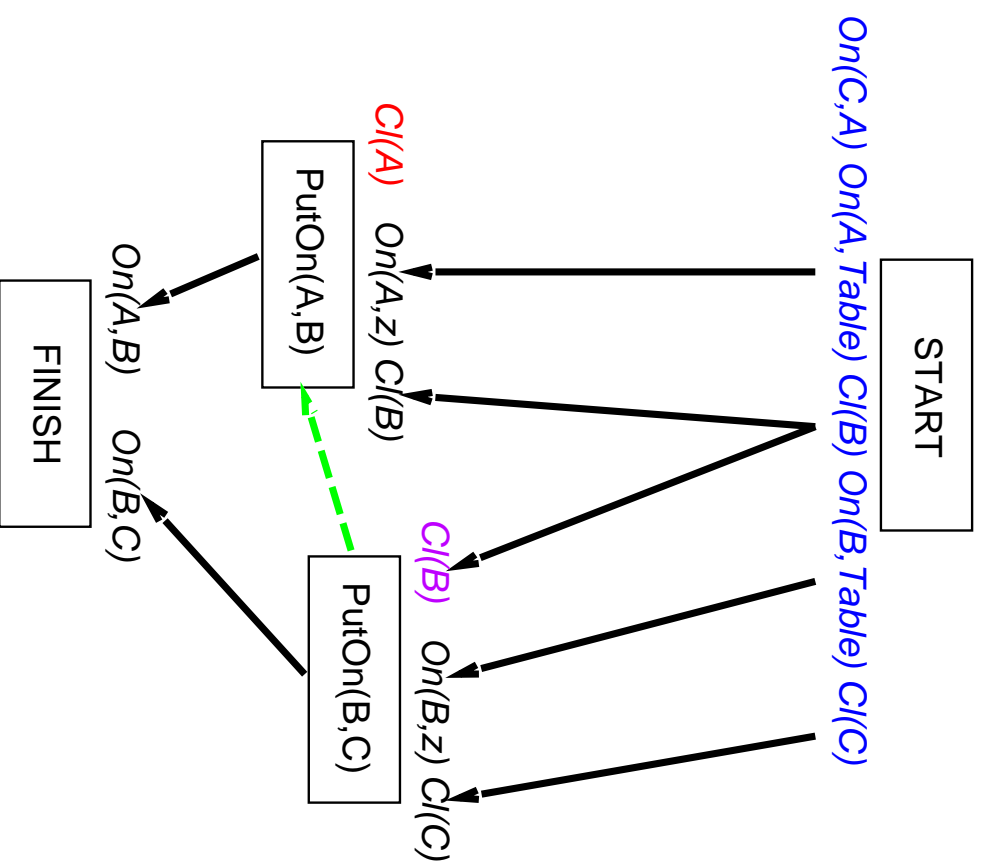 START
On(C,A) On(A,Table) Cl(B) On(B,Table) Cl(C)
Cl(A) On(A,z) Cl(B)
PutOn(A,B)
Cl(B) On(B,z) Cl(C)
PutOn(B,C)
On(A,B) On(B,C)
FINISH